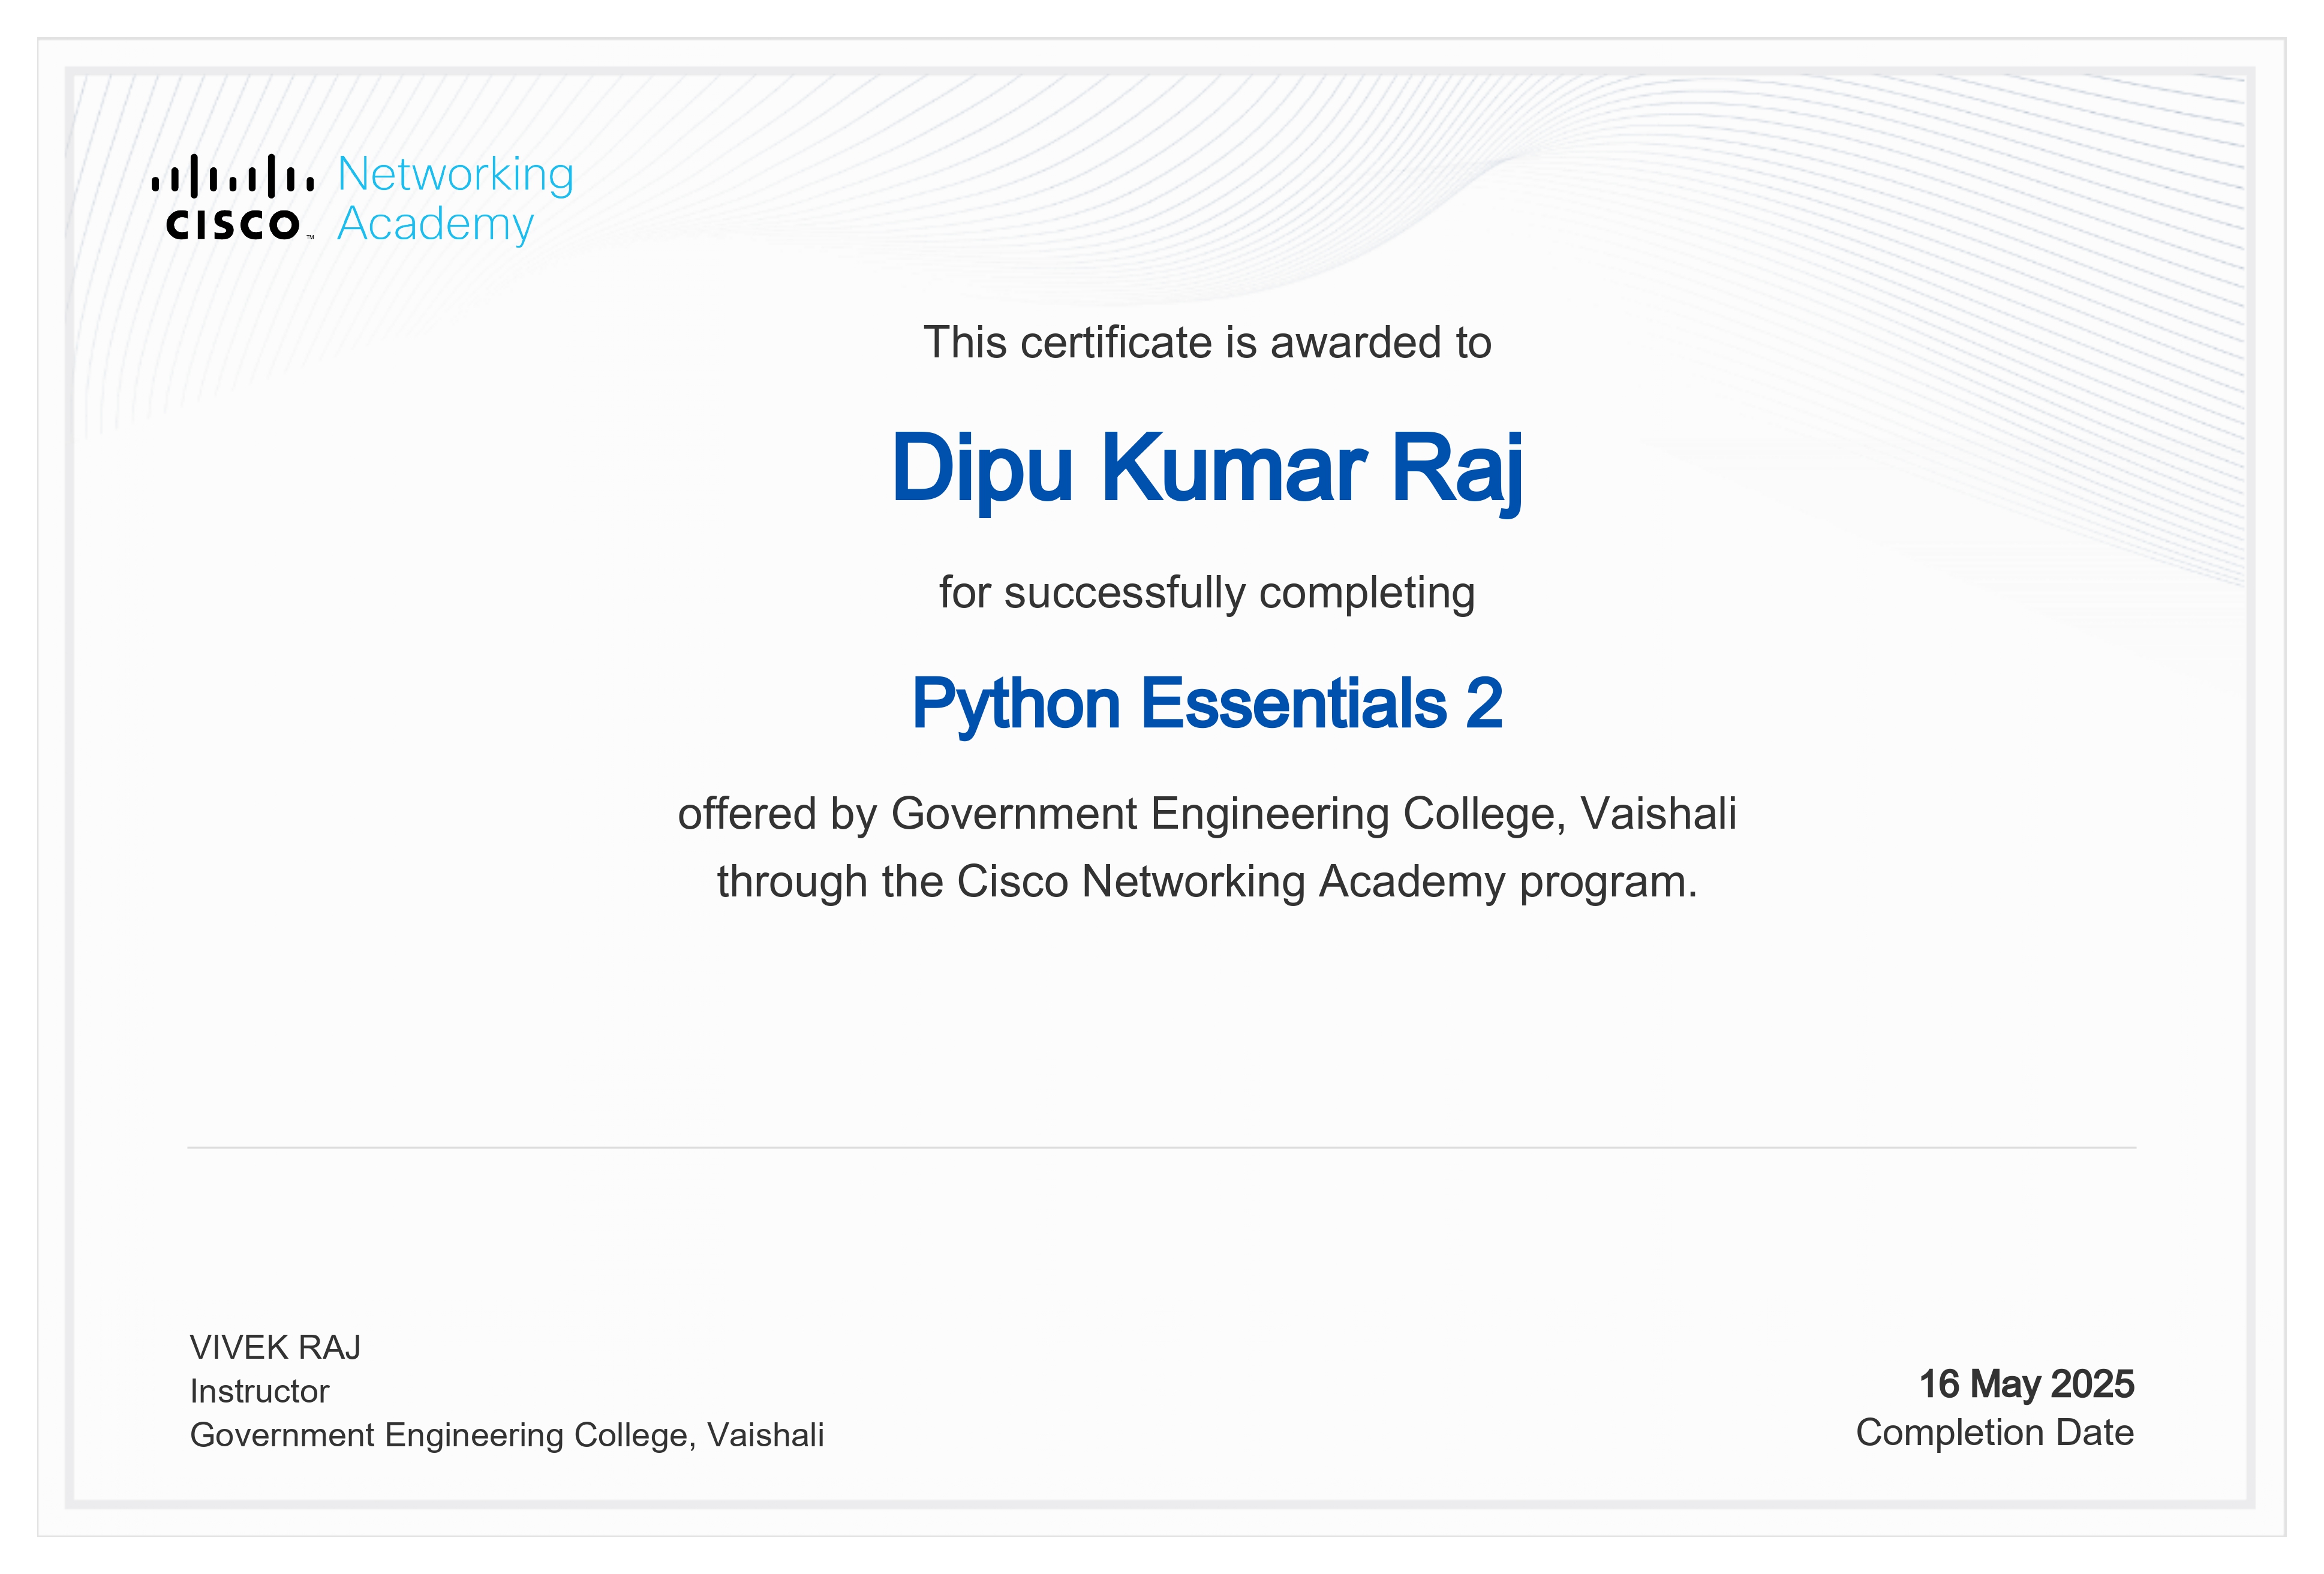 Networking
Academy
CISCO™
This certificate is awarded to
Dipu Kumar Raj
for successfully completing
Python Essentials 2
offered by Government Engineering College, Vaishali
through the Cisco Networking Academy program.
VIVEK RAJ
Instructor
Government Engineering College, Vaishali
16 May 2025
Completion Date